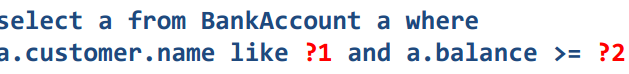 select a from BankAccount a where
a.customer.name like ?1 and a.balance >= ?2